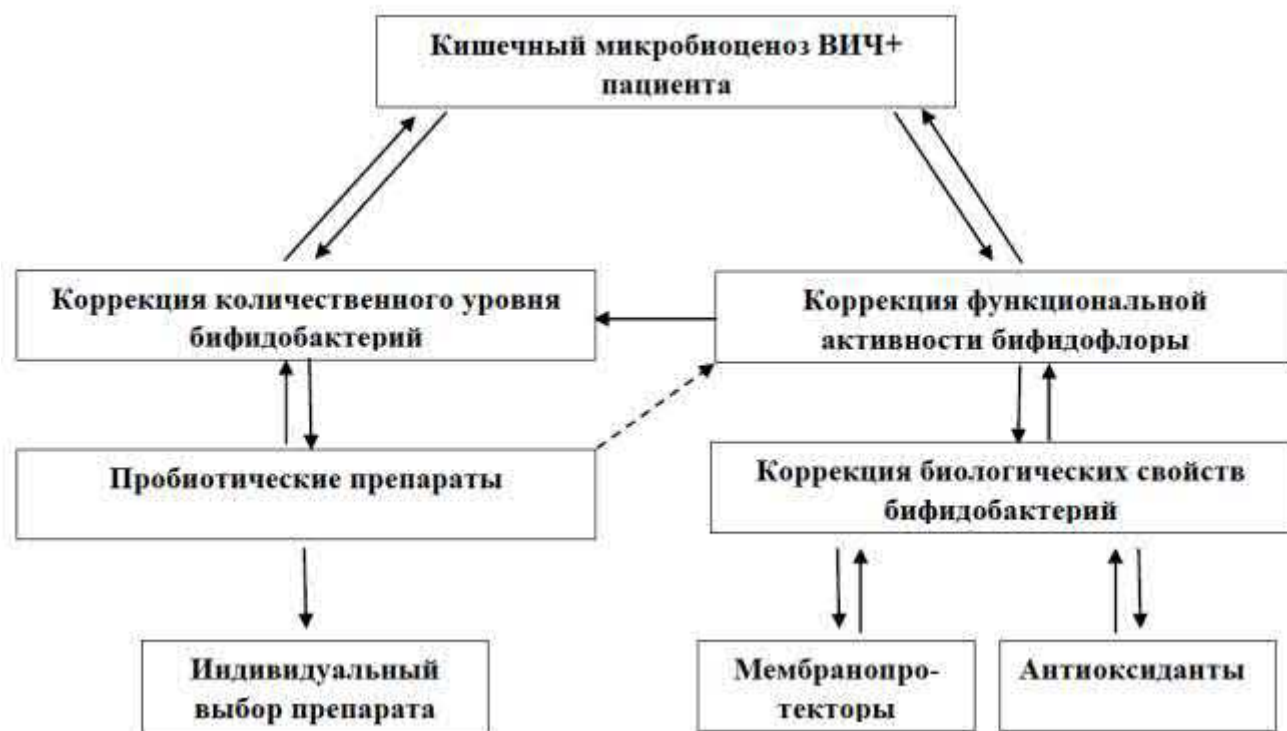 Кишечный микробиоценоз ВИЧ+
пациента
Коррекция количественного уровня
бифидобактерий
Коррекция функциональной
активности бифидофлоры
Пробиотические препараты
Коррекция биологических свойств
бифидобактерий
Индивидуальный
выбор препарата
Мембранопро-
текторы
Антиоксиданты